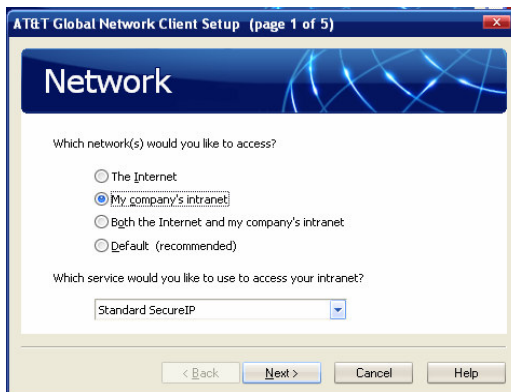 AT&T Global Network Client Setup (page 1 of 5)
Network
Which network(s) would you like to access?
The Internet
My company's intranet
Both the Internet and my company's intranet
Default (recommended)
Which service would you like to use to access your intranet?
Standard SecureIP
< Back Next > Cancel Help